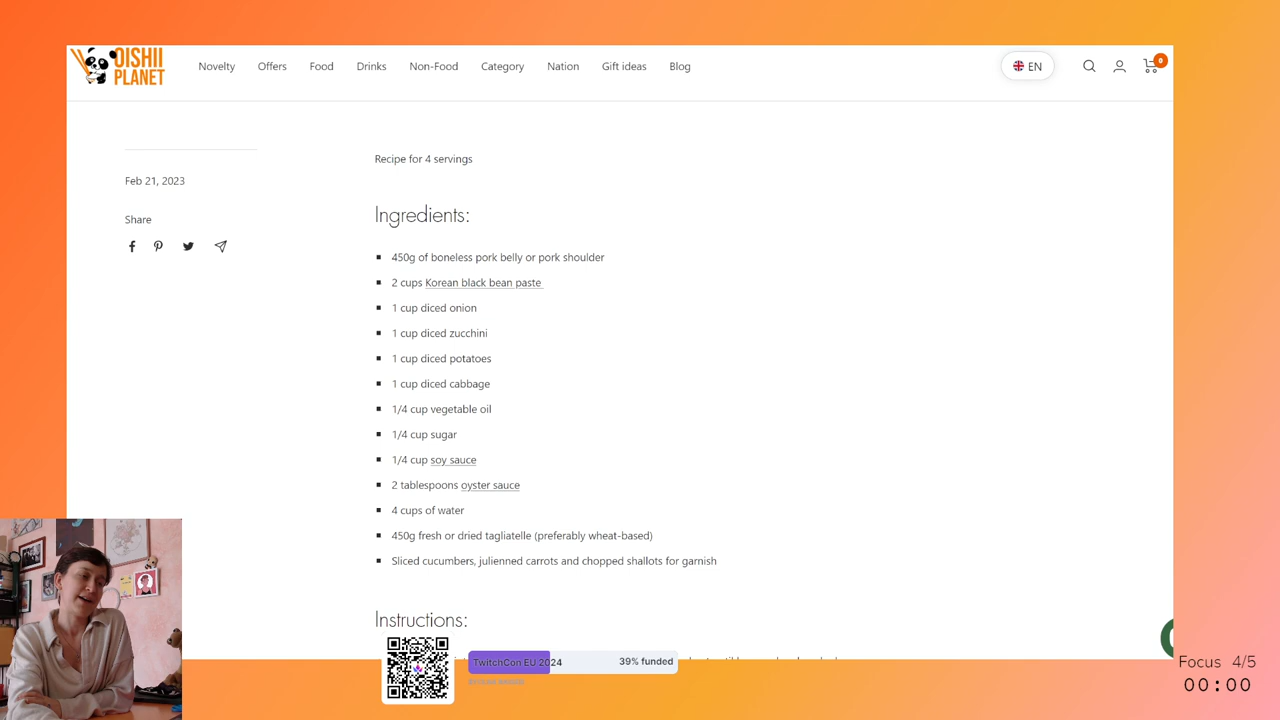 OISHII
PLANET
Novelty
Offers
Food
Drinks
Non-Food
Category
Nation
Gift ideas
Blog
EN
0
Feb 21, 2023
Share
Recipe for 4 servings
Ingredients:
450g of boneless pork belly or pork shoulder
2 cups Korean black bean paste
1 cup diced onion
1 cup diced zucchini
1 cup diced potatoes
1 cup diced cabbage
1/4 cup vegetable oil
1/4 cup sugar
1/4 cup soy sauce
2 tablespoons oyster sauce
4 cups of water
450g fresh or dried tagliatelle (preferably wheat-based)
Sliced cucumbers, julienned carrots and chopped shallots for garnish
Instructions:
TwitchCon EU 2024
39% funded
Focus 4/5
00:00